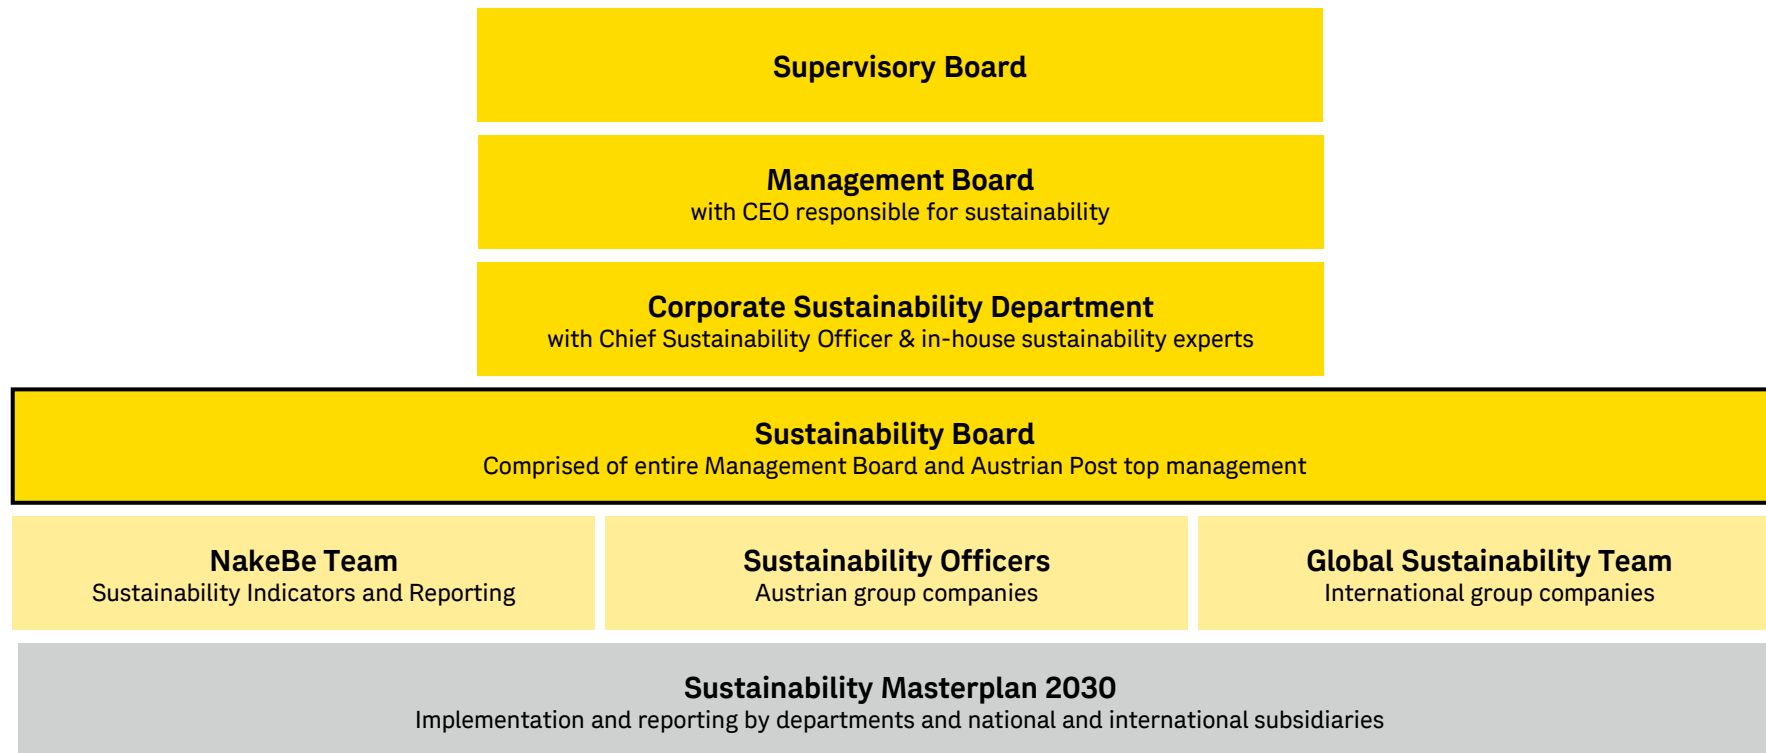 Supervisory Board
Management Board
with CEO responsible for sustainability
Corporate Sustainability Department
with Chief Sustainability Officer & in-house sustainability experts
Sustainability Board
Comprised of entire Management Board and Austrian Post top management
NakeBe Team
Sustainability Indicators and Reporting
Sustainability Officers
Austrian group companies
Global Sustainability Team
International group companies
Sustainability Masterplan 2030
Implementation and reporting by departments and national and international subsidiaries